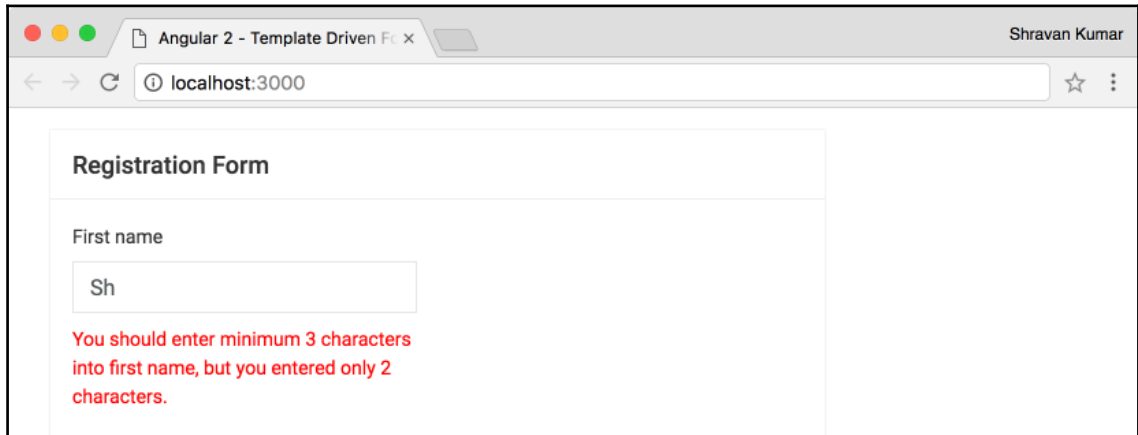 Angular 2 - Template Driven Fo
Shravan Kumar
localhost:3000
Registration Form
First name
Sh
You should enter minimum 3 characters
into first name, but you entered only 2
characters.